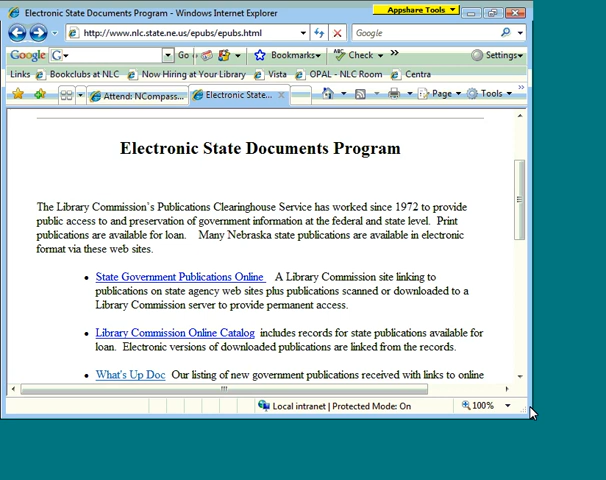 Electronic State Documents Program - Windows Internet Explorer
Appshare Tools
http://www.nlc.state.ne.us/epubs/epubs.html
Google
Google
G
Go
Bookmarks
ABC
Check
»
Settings
Links
Bookclubs at NLC
Now Hiring at Your Library
Vista
OPAL - NLC Room
Centra
Attend: NCompass...
Electronic State...
Page
Tools
»
Electronic State Documents Program
The Library Commission's Publications Clearinghouse Service has worked since 1972 to provide
public access to and preservation of government information at the federal and state level. Print
publications are available for loan. Many Nebraska state publications are available in electronic
format via these web sites.
• State Government Publications Online A Library Commission site linking to
publications on state agency web sites plus publications scanned or downloaded to a
Library Commission server to provide permanent access.
• Library Commission Online Catalog includes records for state publications available for
loan. Electronic versions of downloaded publications are linked from the records.
• What's Up Doc Our listing of new government publications received with links to online
Local intranet | Protected Mode: On
100%